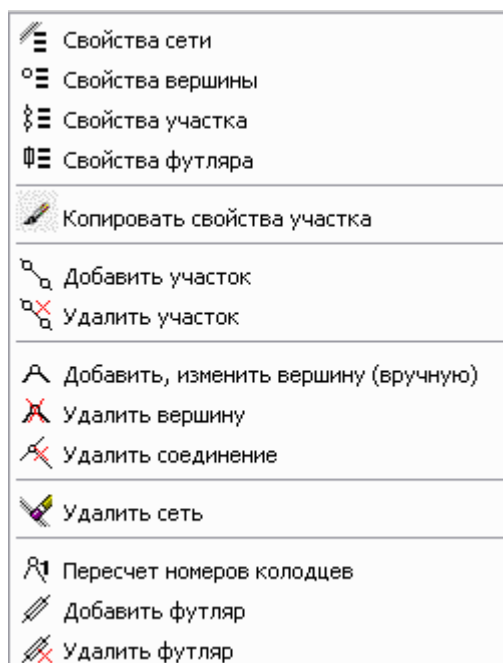 Свойства сети
Свойства вершины
Свойства участка
Свойства футляра
Копировать свойства участка
Добавить участок
Удалить участок
Добавить, изменить вершину (вручную)
Удалить вершину
Удалить соединение
Удалить сеть
Пересчет номеров колодцев
Добавить футляр
Удалить футляр